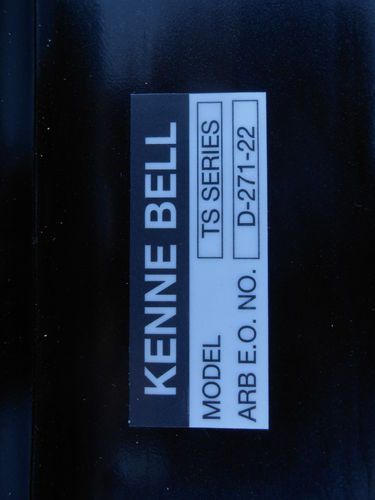 KENNE BELL
MODEL TS SERIES
ARB E.O. NO. D-271-22